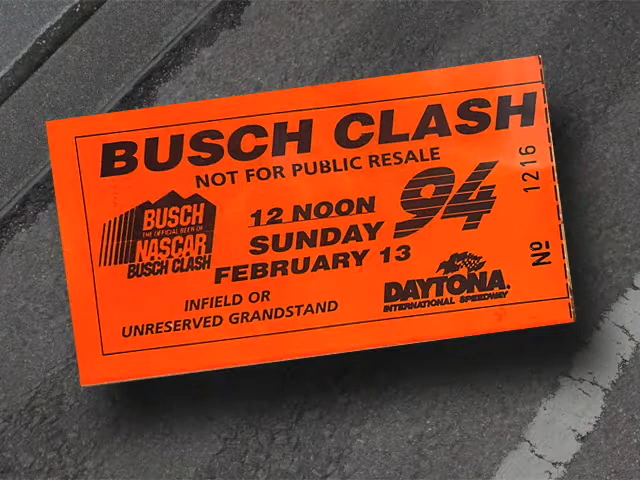 BUSCH CLASH
NOT FOR PUBLIC RESALE
94
12 NOON
SUNDAY
FEBRUARY 13
BUSCH
THE OFFICIAL BEER OF
NASCAR
BUSCH CLASH
INFIELD OR
UNRESERVED GRANDSTAND
DAYTONA
INTERNATIONAL SPEEDWAY
Nº 1216